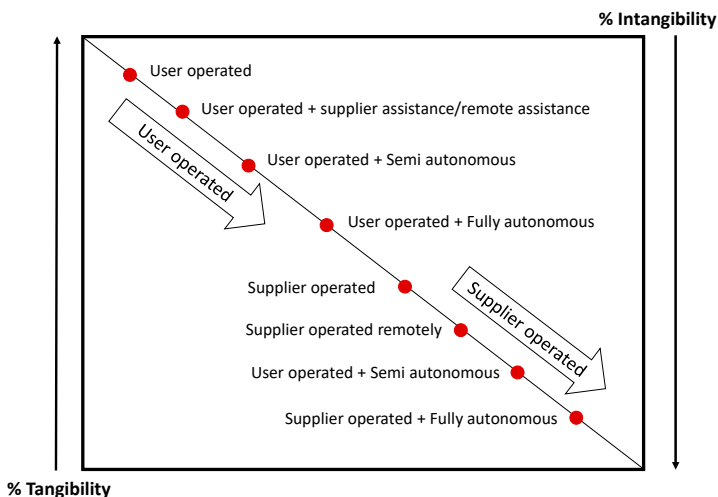 % Intangibility
User operated
User operated + supplier assistance/remote assistance
User operated
User operated + Semi autonomous
User operated + Fully autonomous
Supplier operated
Supplier operated
Supplier operated remotely
User operated + Semi autonomous
Supplier operated + Fully autonomous
% Tangibility